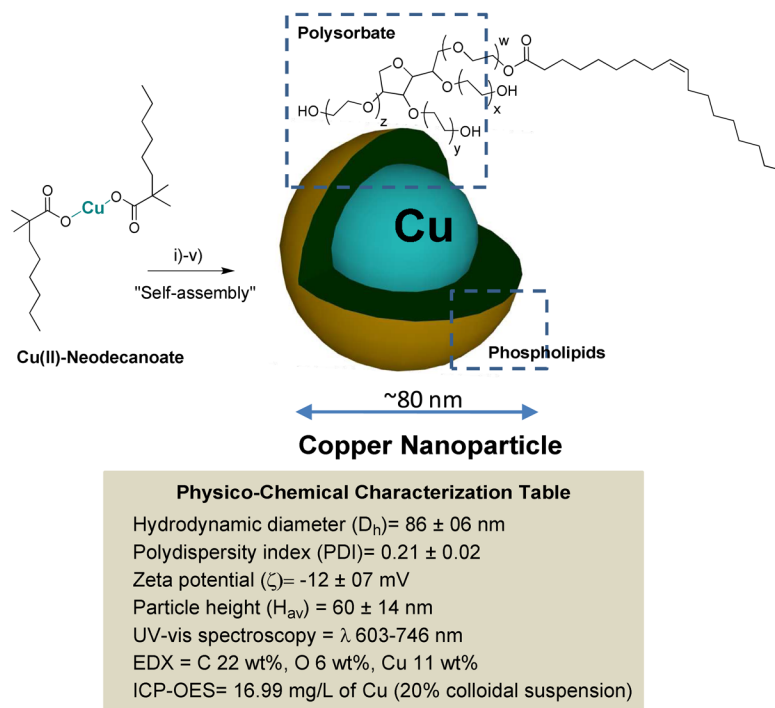 Polysorbate
O
w
O
O
O
O
O
O
OH
x
HO
O
z
O
OH
y
O
O
Cu
O
O
Cu
i)-v)
"Self-assembly"
Cu(II)-Neodecanoate
Phospholipids
~80 nm
Copper Nanoparticle
Physico-Chemical Characterization Table
Hydrodynamic diameter (Dh)= 86 ± 06 nm
Polydispersity index (PDI)= 0.21 ± 0.02
Zeta potential (ζ)= -12 ± 07 mV
Particle height (Hav) = 60 ± 14 nm
UV-vis spectroscopy = λ 603-746 nm
EDX = C 22 wt%, O 6 wt%, Cu 11 wt%
ICP-OES= 16.99 mg/L of Cu (20% colloidal suspension)